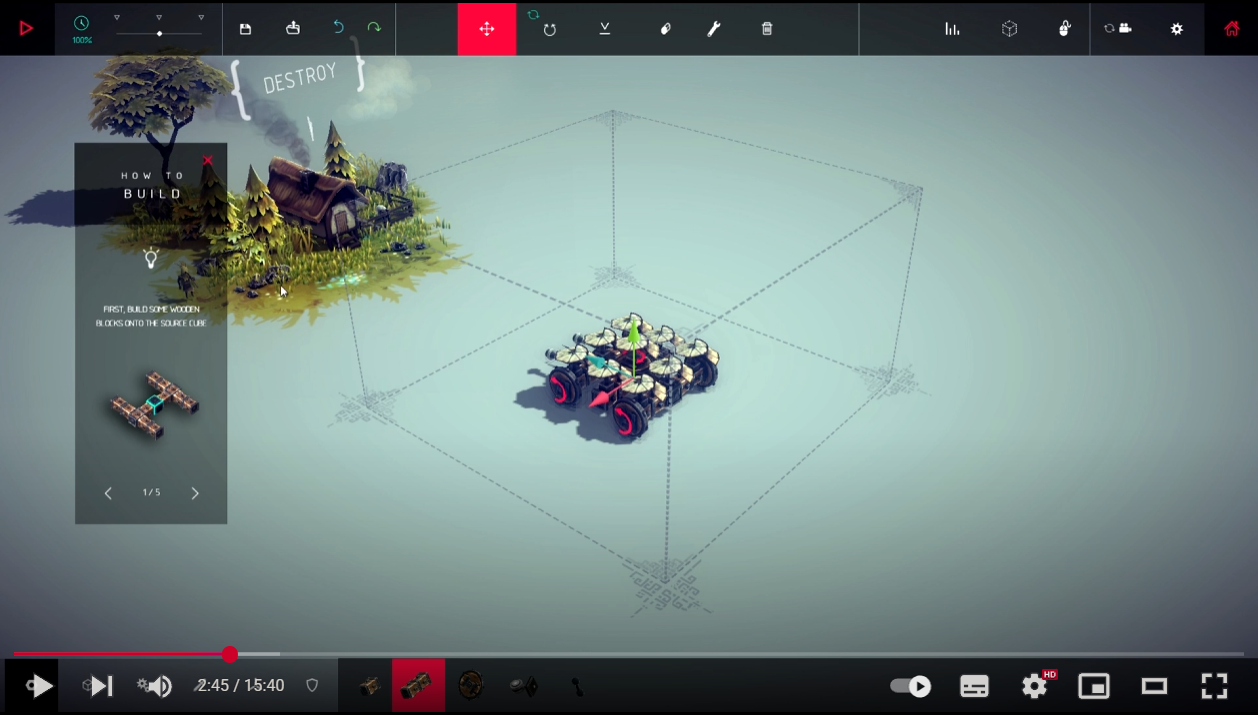 100%
DESTROY
HOW TO
BUILD
FIRST, BUILD SOME WOODEN
BLOCKS ONTO THE SOURCE CUBE
1/5
2:45 / 15:40
HD